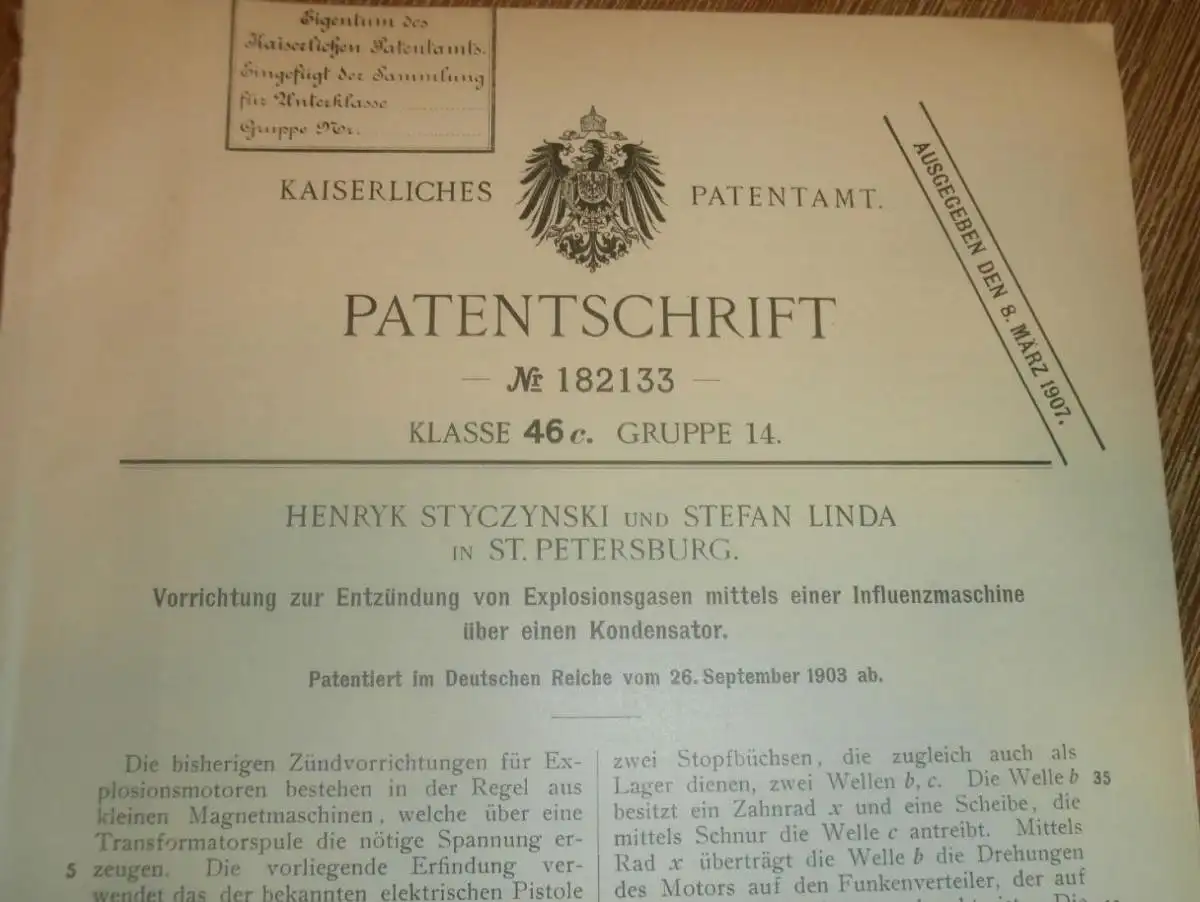 Eigentum des
Kaiserlichen Patentamts.
Eingefügt der Sammlung
für Unterklasse
Gruppe Nr.
KAISERLICHES PATENTAMT.
AUSGEGEBEN DEN 8. MÄRZ 1907.
PATENTSCHRIFT
— № 182133 —
KLASSE 46 c. GRUPPE 14.
HENRYK STYCZYNSKI UND STEFAN LINDA
IN ST. PETERSBURG.
Vorrichtung zur Entzündung von Explosionsgasen mittels einer Influenzmaschine
über einen Kondensator.
Patentiert im Deutschen Reiche vom 26. September 1903 ab.
Die bisherigen Zündvorrichtungen für Ex-
plosionsmotoren bestehen in der Regel aus
kleinen Magnetmaschinen, welche über eine
Transformatorspule die nötige Spannung er-
5 zeugen. Die vorliegende Erfindung ver-
wendet das der bekannten elektrischen Pistole
zwei Stopfbüchsen, die zugleich auch als
Lager dienen, zwei Wellen b, c. Die Welle b 35
besitzt ein Zahnrad x und eine Scheibe, die
mittels Schnur die Welle c antreibt. Mittels
Rad x überträgt die Welle b die Drehungen
des Motors auf den Funkenverteiler, der auf